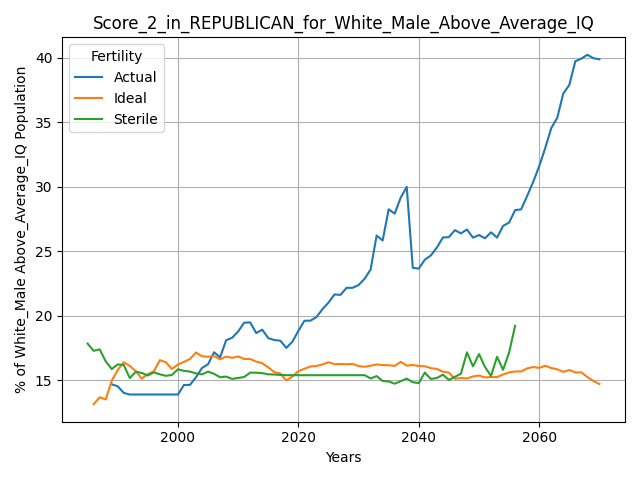 Score_2_in_REPUBLICAN_for_White_Male_Above_Average_IQ
% of White_Male Above_Average_IQ Population
40
35
30
25
20
15
Fertility
Actual
Ideal
Sterile
2000
2020
2040
2060
Years